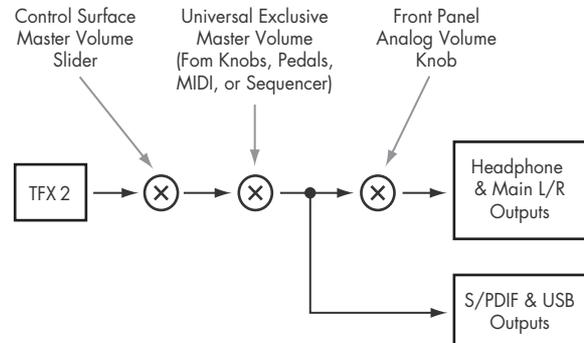 Control Surface
Master Volume
Slider
Universal Exclusive
Master Volume
(Fom Knobs, Pedals,
MIDI, or Sequencer)
Front Panel
Analog Volume
Knob
TFX 2
Headphone
& Main L/R
Outputs
S/PDIF & USB
Outputs